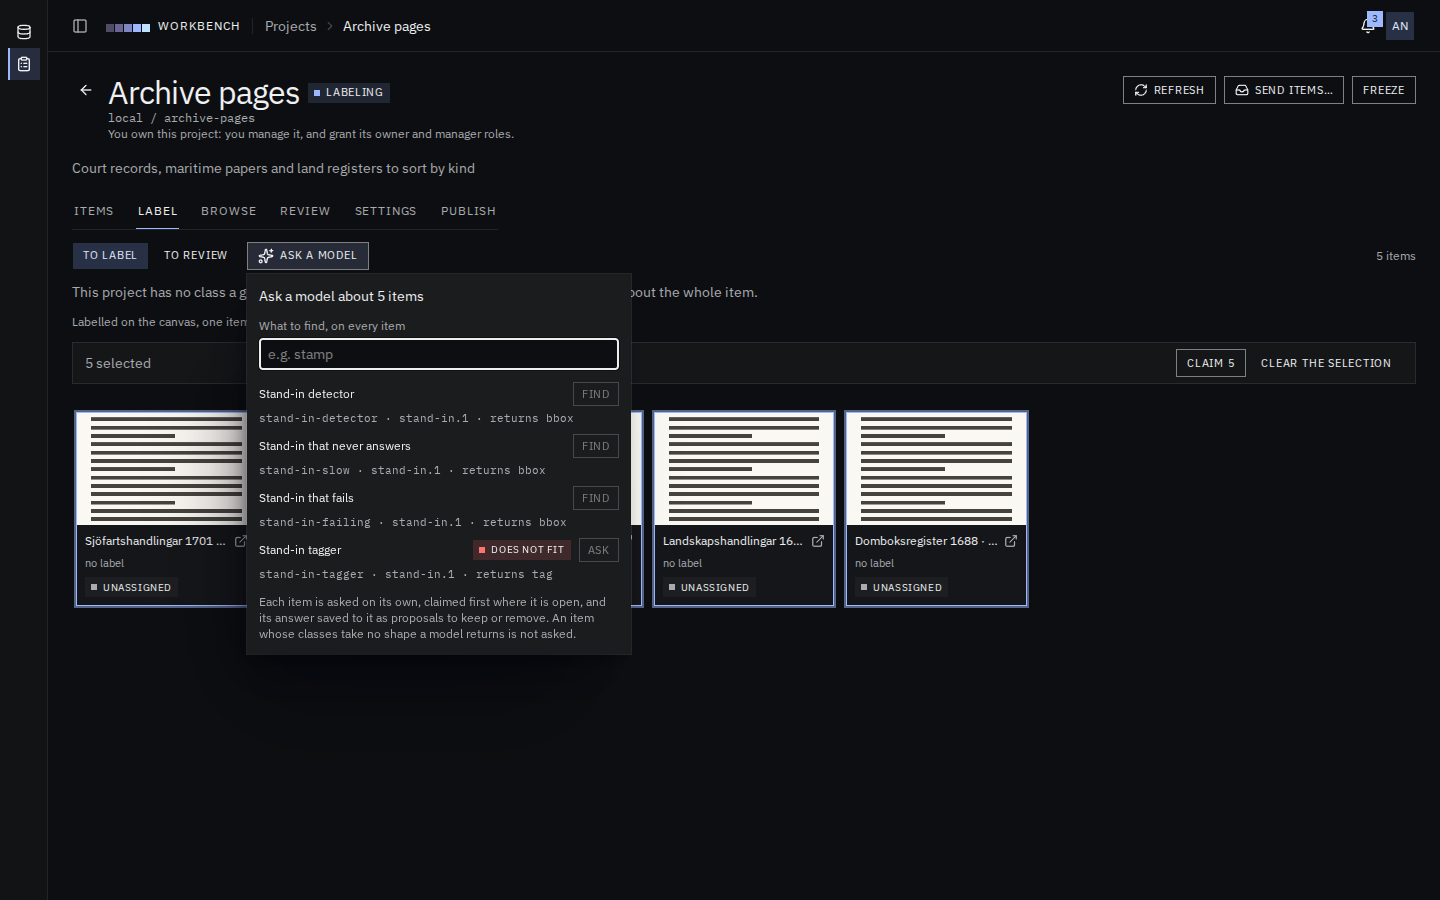 WORKBENCH Projects Archive pages 3 AN
Archive pages LABELING REFRESH SEND ITEMS... FREEZE
local / archive-pages
You own this project: you manage it, and grant its owner and manager roles.
Court records, maritime papers and land registers to sort by kind
ITEMS LABEL BROWSE REVIEW SETTINGS PUBLISH
TO LABEL TO REVIEW ASK A MODEL 5 items
This project has no class a bout the whole item.
Labelled on the canvas, one
5 selected CLAIM 5 CLEAR THE SELECTION
Ask a model about 5 items
What to find, on every item
e.g. stamp
Stand-in detector FIND
stand-in-detector · stand-in.1 · returns bbox
Stand-in that never answers FIND
stand-in-slow · stand-in.1 · returns bbox
Stand-in that fails FIND
stand-in-failing · stand-in.1 · returns bbox
Stand-in tagger DOES NOT FIT ASK
stand-in-tagger · stand-in.1 · returns tag
Each item is asked on its own, claimed first where it is open, and
its answer saved to it as proposals to keep or remove. An item
whose classes take no shape a model returns is not asked.
Sjöfartshandlingar 1701 ... Landskapshandlingar 16... Domboksregister 1688 · ...
no label no label no label
UNASSIGNED UNASSIGNED UNASSIGNED